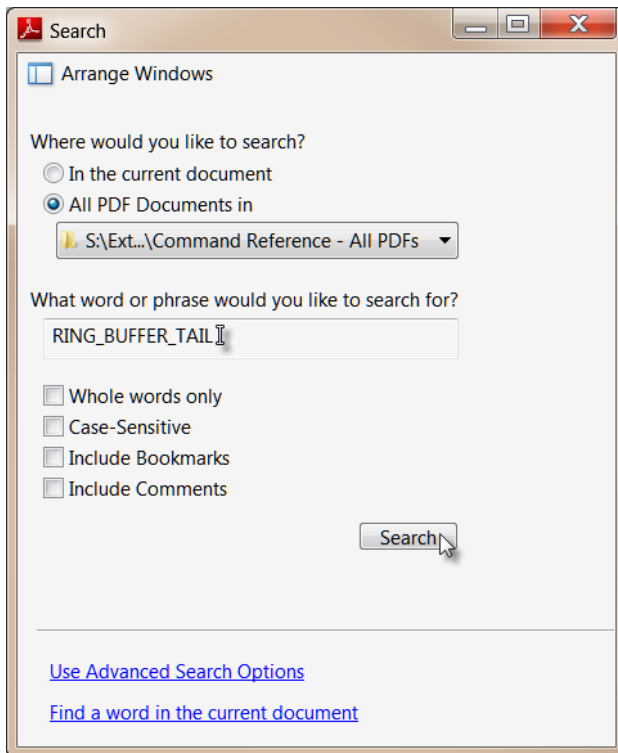 Search
Arrange Windows
Where would you like to search?
In the current document
All PDF Documents in
S:\Ext...\Command Reference - All PDFs
What word or phrase would you like to search for?
RING_BUFFER_TAIL
Whole words only
Case-Sensitive
Include Bookmarks
Include Comments
Search
Use Advanced Search Options
Find a word in the current document